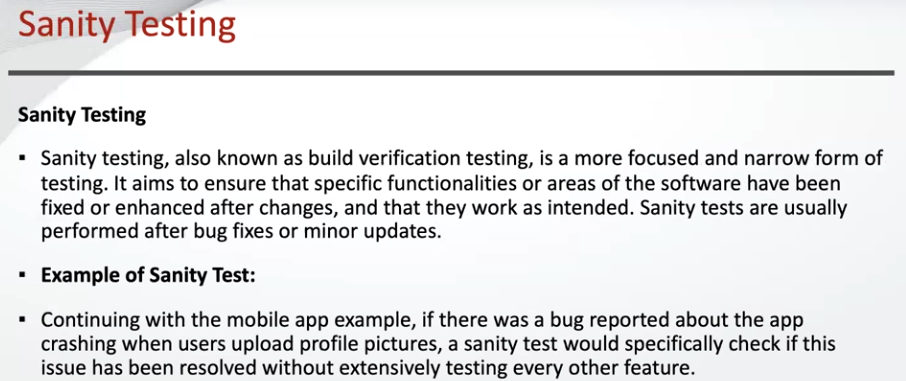 Sanity Testing
Sanity Testing
▪ Sanity testing, also known as build verification testing, is a more focused and narrow form of
testing. It aims to ensure that specific functionalities or areas of the software have been
fixed or enhanced after changes, and that they work as intended. Sanity tests are usually
performed after bug fixes or minor updates.
▪ Example of Sanity Test:
▪ Continuing with the mobile app example, if there was a bug reported about the app
crashing when users upload profile pictures, a sanity test would specifically check if this
issue has been resolved without extensively testing every other feature.